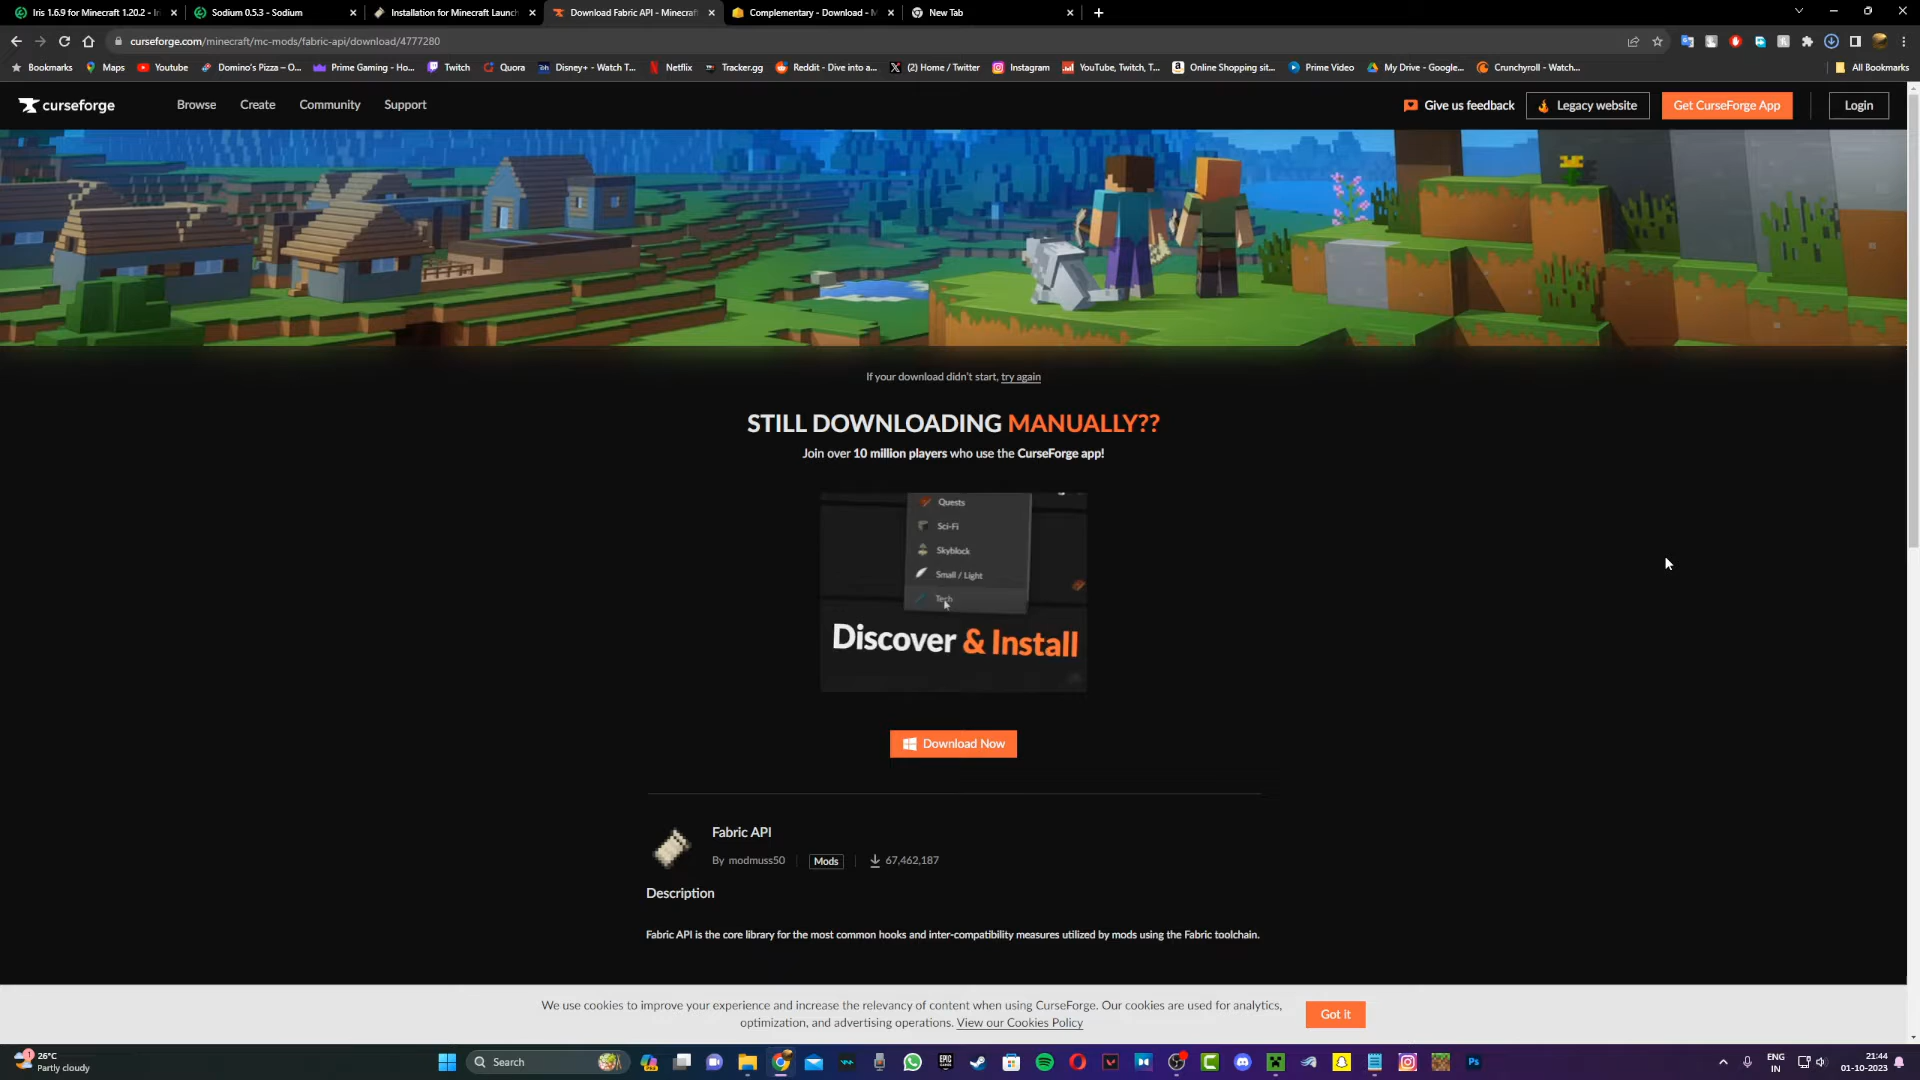 Iris 1.6.9 for Minecraft 1.20.2 - Iri
Sodium 0.5.3 - Sodium
Installation for Minecraft Launch
Download Fabric API - Minecraft
Complementary - Download - M
New Tab
curseforge.com/minecraft/mc-mods/fabric-api/download/4777280
Bookmarks
Maps
Youtube
Domino's Pizza – O...
Prime Gaming - Ho...
Twitch
Quora
Disney+ - Watch T...
Netflix
Tracker.gg
Reddit - Dive into a...
(2) Home / Twitter
Instagram
YouTube, Twitch, T...
Online Shopping sit...
Prime Video
My Drive - Google...
Crunchyroll - Watch...
All Bookmarks
curseforge
Browse
Create
Community
Support
Give us feedback
Legacy website
Get CurseForge App
Login
If your download didn't start, try again
STILL DOWNLOADING MANUALLY??
Join over 10 million players who use the CurseForge app!
Quests
Sci-Fi
Skyblock
Small / Light
Tech
Discover & Install
Download Now
Fabric API
By modmuss50
Mods
67,462,187
Description
Fabric API is the core library for the most common hooks and inter-compatibility measures utilized by mods using the Fabric toolchain.
We use cookies to improve your experience and increase the relevancy of content when using CurseForge. Our cookies are used for analytics,
optimization, and advertising operations. View our Cookies Policy
Got it
1
26°C
Partly cloudy
Search
EPIC
Ps
ENG
IN
21:44
01-10-2023